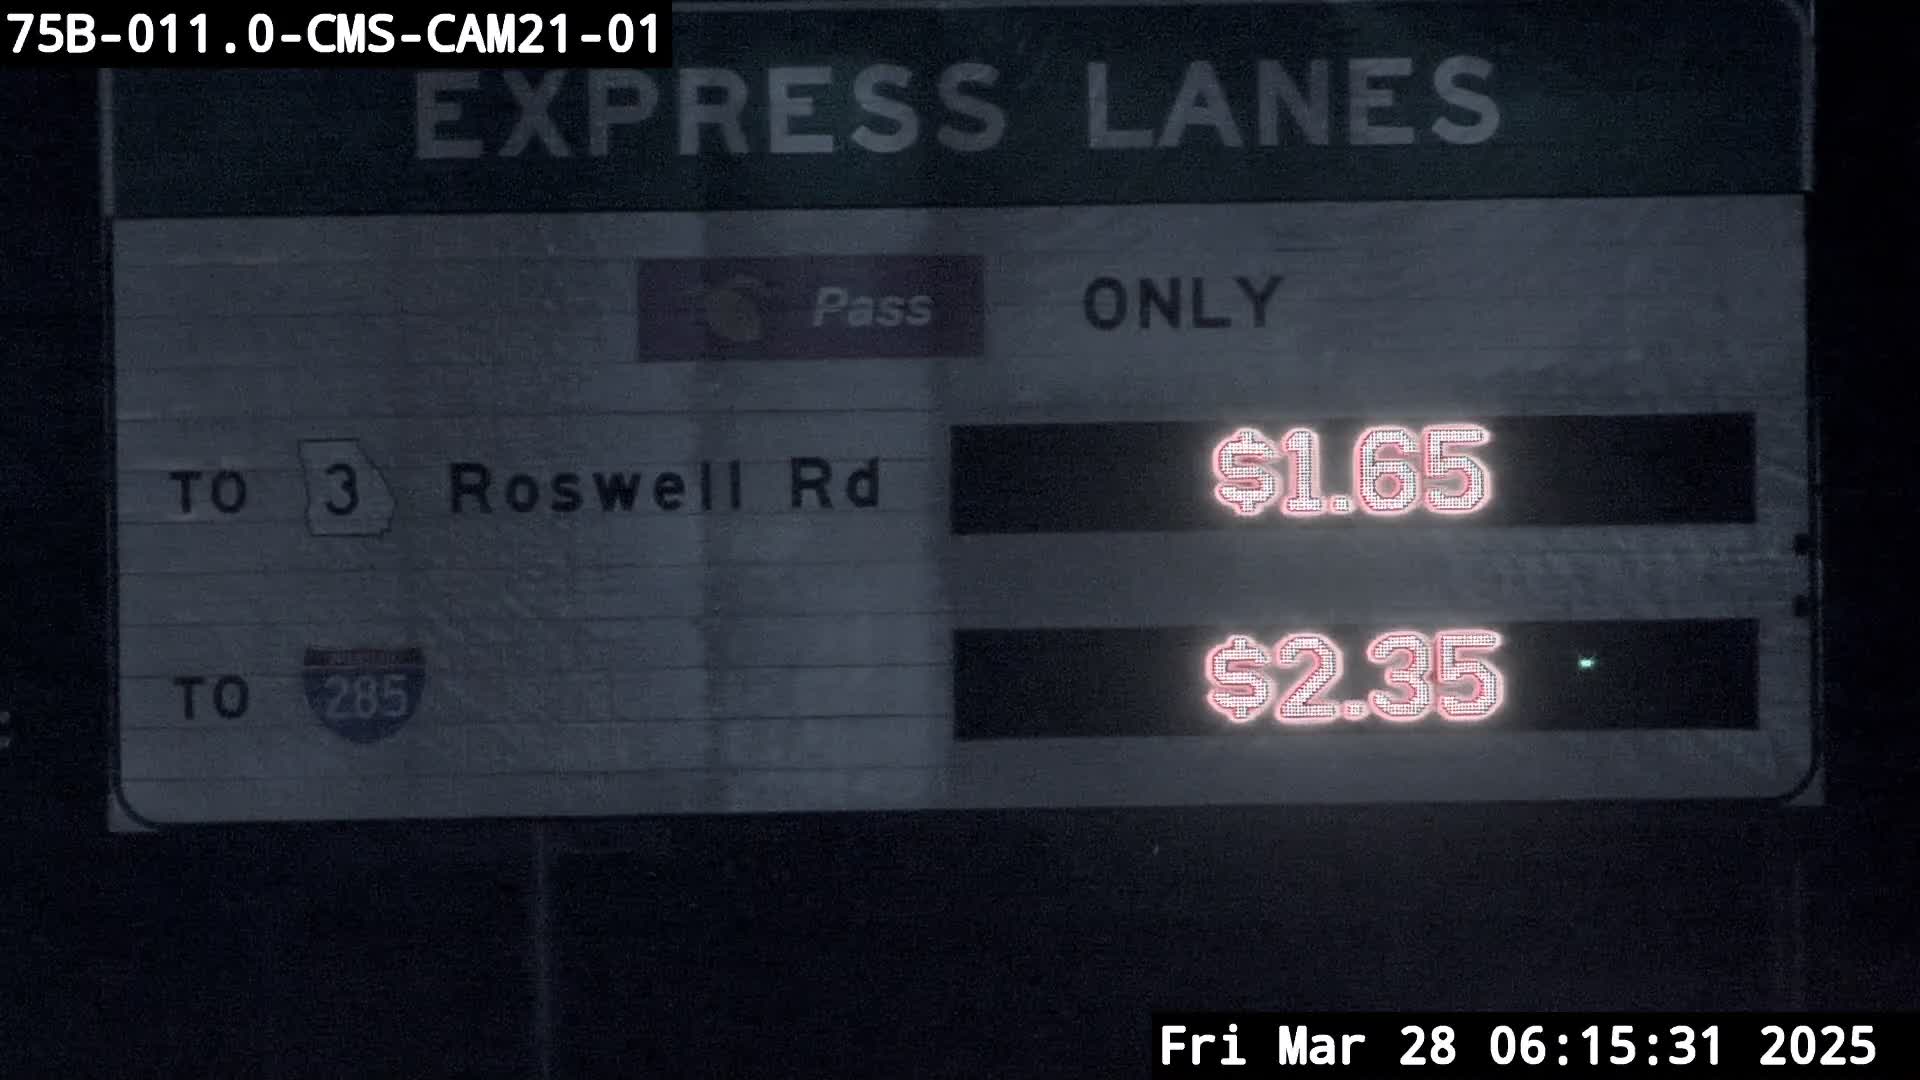 75B-011.0-CMS-CAM21-01
EXPRESS LANES
Pass ONLY
TO 3 Roswell Rd $1.65
TO 285 $2.35
Fri Mar 28 06:15:31 2025